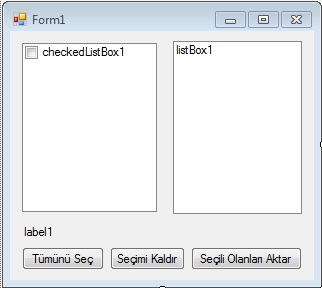 Form1
checkedListBox1
listBox1
label1
Tümünü Seç
Seçimi Kaldır
Seçili Olanları Aktar